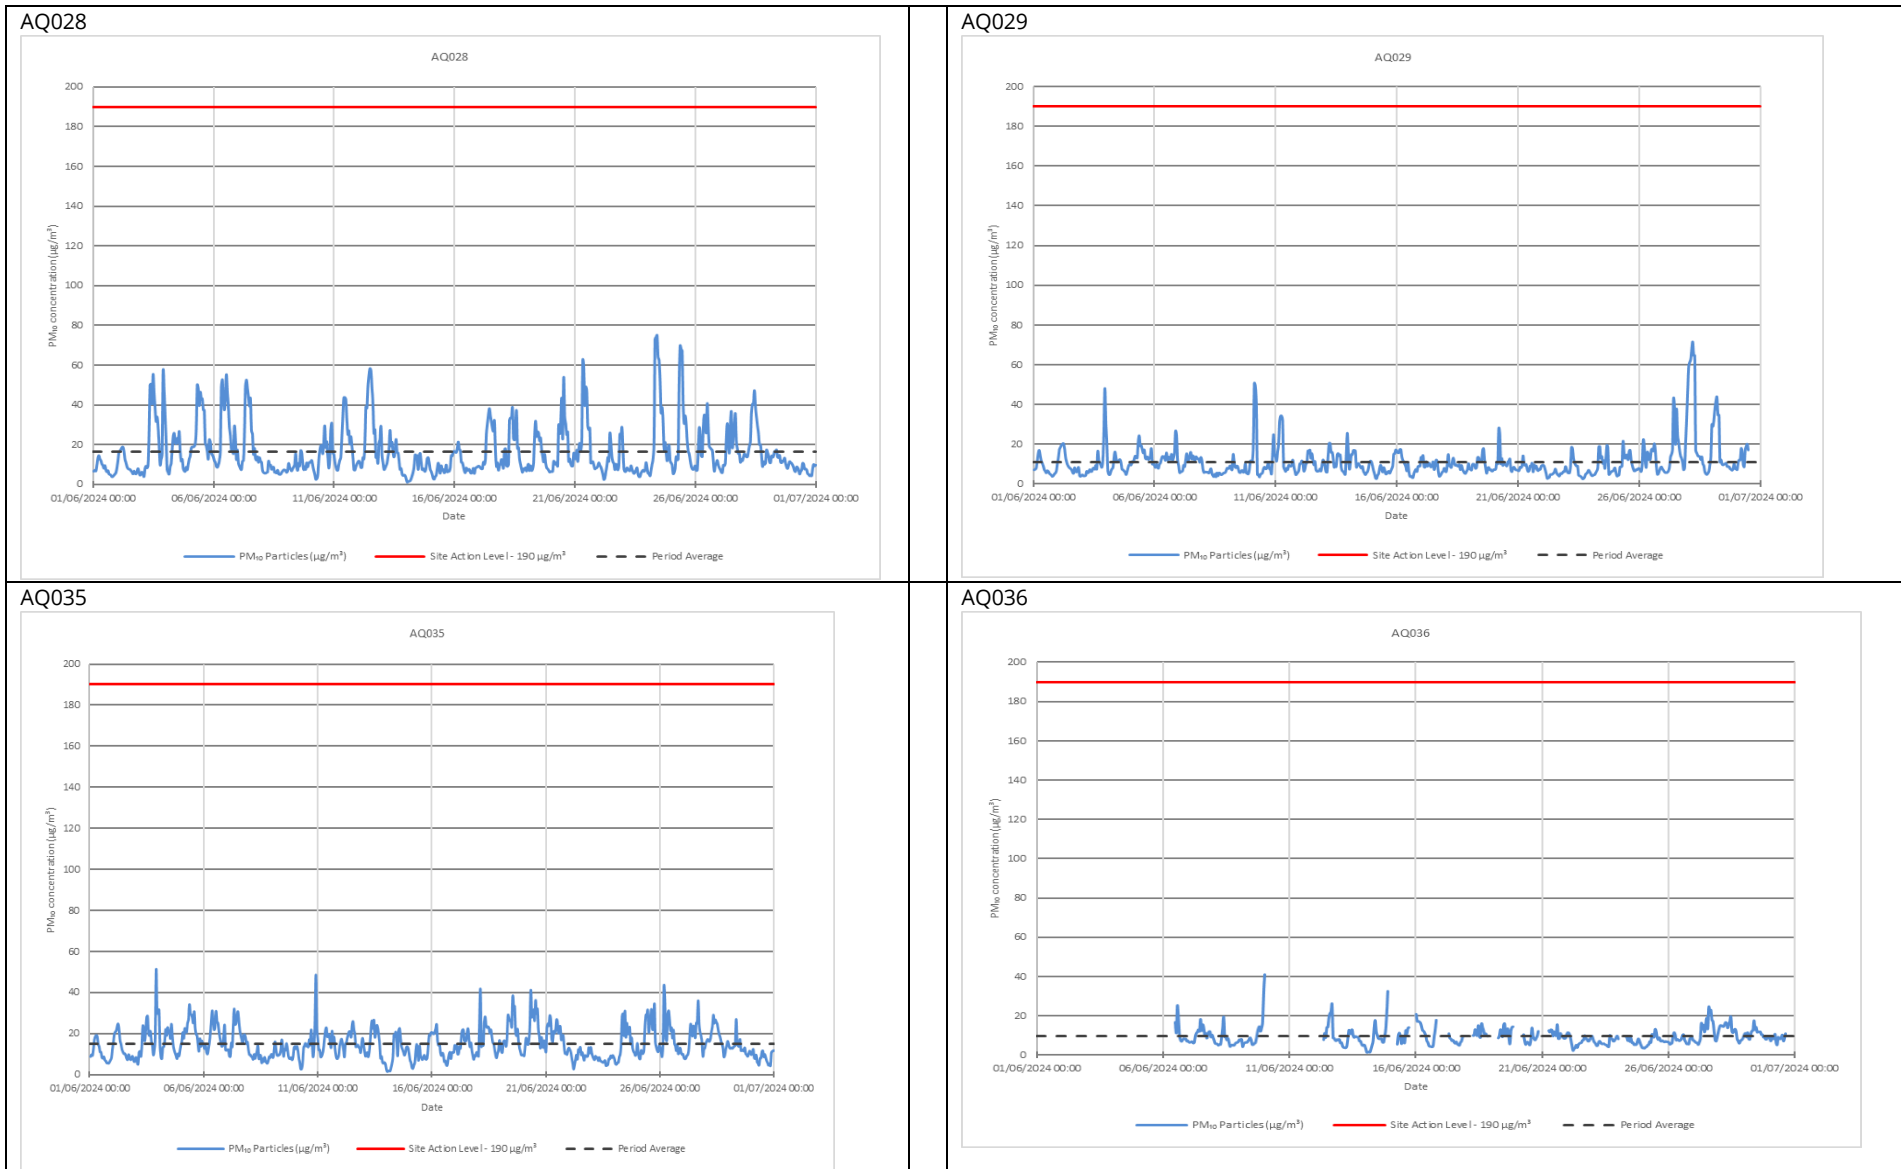 AQ028
AQ028
200
180
160
140
120
100
80
60
40
20
0
PM₁₀ concentration (µg/m³)
01/06/2024 00:00 06/06/2024 00:00 11/06/2024 00:00 16/06/2024 00:00 21/06/2024 00:00 26/06/2024 00:00 01/07/2024 00:00
Date
PM₁₀ Particles (µg/m³) Site Action Level - 190 µg/m³ Period Average
AQ029
AQ029
200
180
160
140
120
100
80
60
40
20
0
PM₁₀ concentration (µg/m³)
01/06/2024 00:00 06/06/2024 00:00 11/06/2024 00:00 16/06/2024 00:00 21/06/2024 00:00 26/06/2024 00:00 01/07/2024 00:00
Date
PM₁₀ Particles (µg/m³) Site Action Level - 190 µg/m³ Period Average
AQ035
AQ035
200
180
160
140
120
100
80
60
40
20
0
PM₁₀ concentration (µg/m³)
01/06/2024 00:00 06/06/2024 00:00 11/06/2024 00:00 16/06/2024 00:00 21/06/2024 00:00 26/06/2024 00:00 01/07/2024 00:00
Date
PM₁₀ Particles (µg/m³) Site Action Level - 190 µg/m³ Period Average
AQ036
AQ036
200
180
160
140
120
100
80
60
40
20
0
PM₁₀ concentration (µg/m³)
01/06/2024 00:00 06/06/2024 00:00 11/06/2024 00:00 16/06/2024 00:00 21/06/2024 00:00 26/06/2024 00:00 01/07/2024 00:00
Date
PM₁₀ Particles (µg/m³) Site Action Level - 190 µg/m³ Period Average